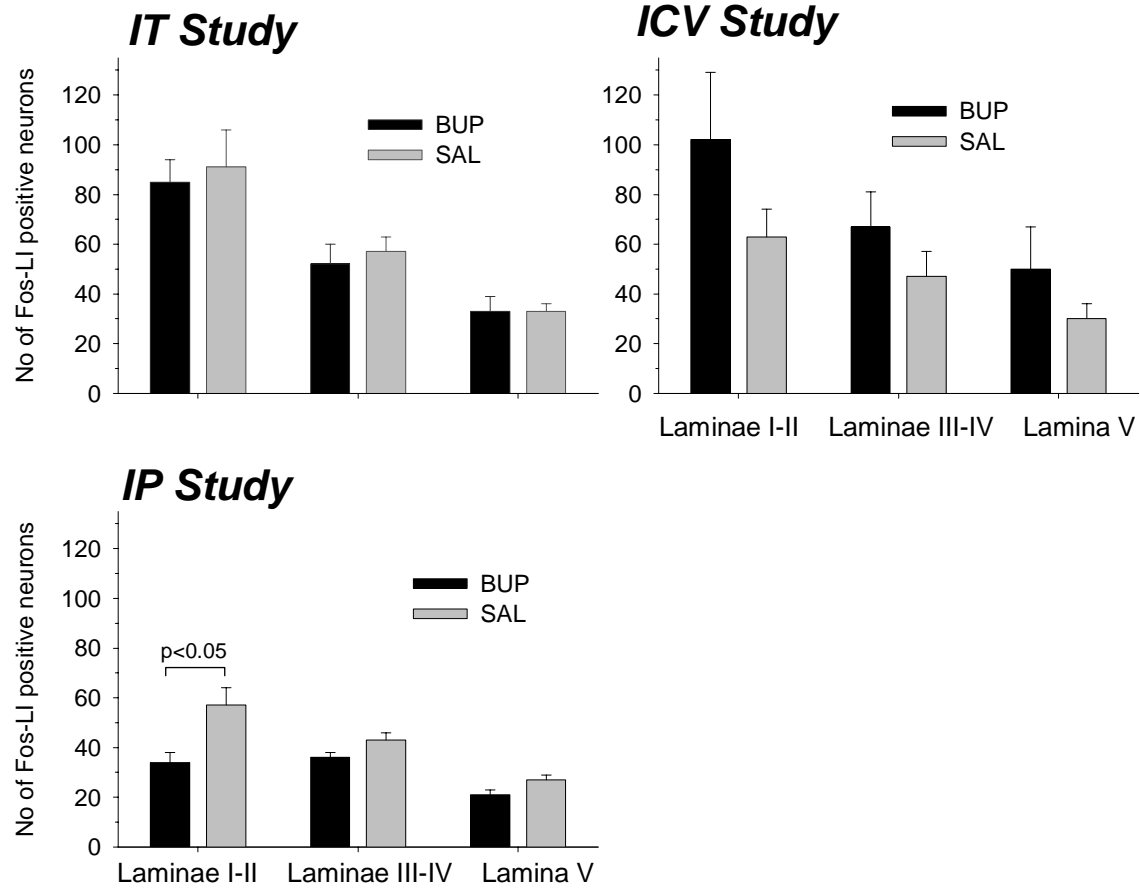 IT Study
No of Fos-LI positive neurons
120
100
80
60
40
20
0
BUP
SAL
ICV Study
120
100
80
60
40
20
0
BUP
SAL
Laminae I-II Laminae III-IV Lamina V
IP Study
No of Fos-LI positive neurons
120
100
80
60
40
20
0
BUP
SAL
p<0.05
Laminae I-II Laminae III-IV Lamina V